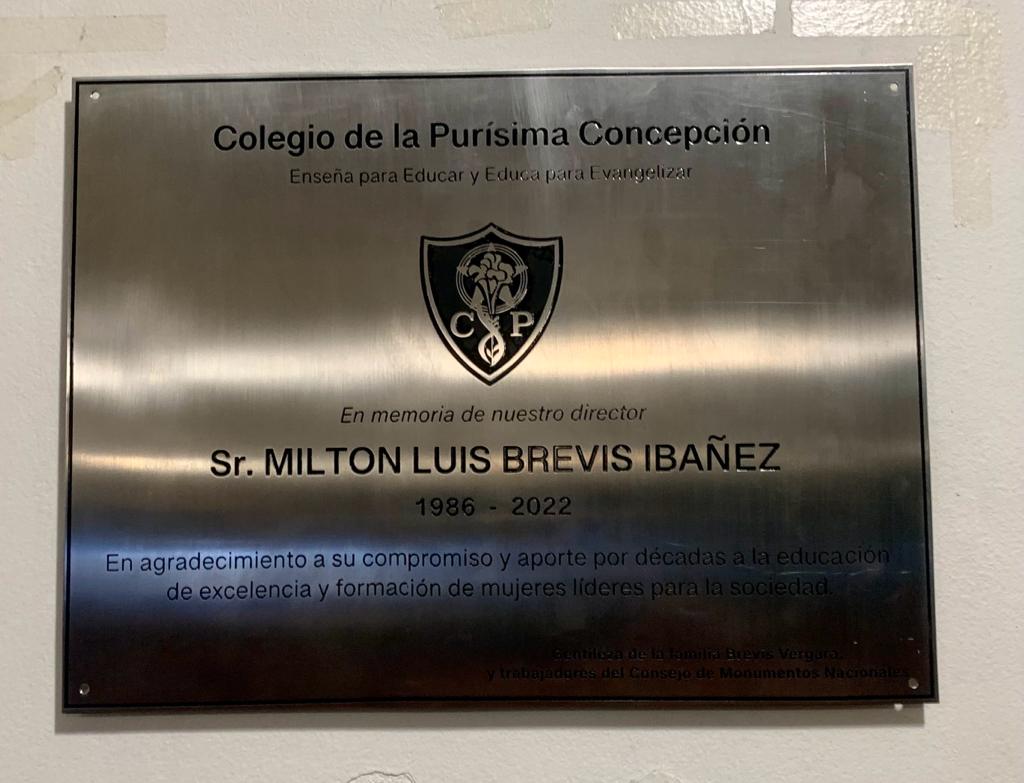 Colegio de la Purísima Concepción
Enseña para Educar y Educa para Evangelizar
C P
En memoria de nuestro director
Sr. MILTON LUIS BREVIS IBAÑEZ
1986 - 2022
En agradecimiento a su compromiso y aporte por décadas a la educación
de excelencia y formación de mujeres líderes para la sociedad.
Gentileza de la familia Brevis Vergara,
y trabajadores del Consejo de Monumentos Nacionales